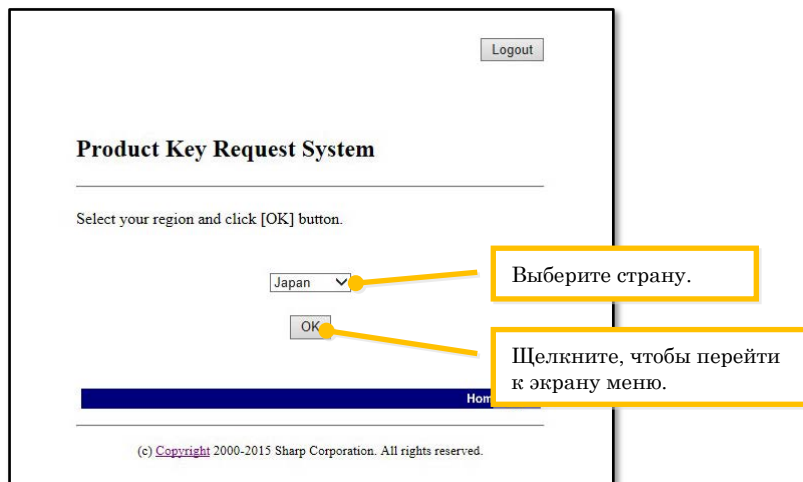 Logout
Product Key Request System
Select your region and click [OK] button.
Japan
Выберите страну.
OK
Щелкните, чтобы перейти
к экрану меню.
(c) Copyright 2000-2015 Sharp Corporation. All rights reserved.